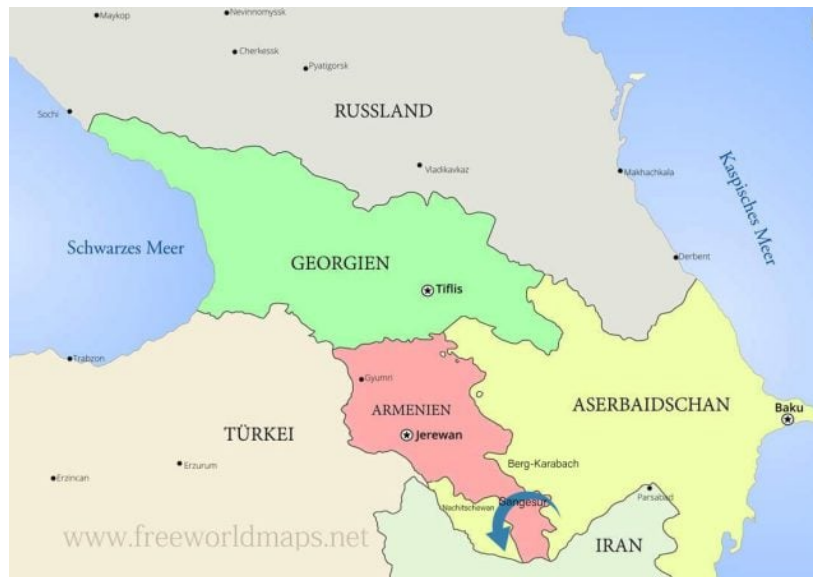 Maykop
Nevinnomyssk
Cherkessk
Pyatigorsk
Sochi
RUSSLAND
Vladikavkaz
Makhachkala
Kaspisches Meer
Schwarzes Meer
GEORGIEN
Derbent
Tiflis
Trabzon
Gyumri
ARMENIEN
ASERBAIDSCHAN
Baku
TÜRKEI
Jerewan
Berg-Karabach
Erzincan
Erzurum
Parsabad
Nachitschewan
Sangesur
www.freeworldmaps.net
IRAN